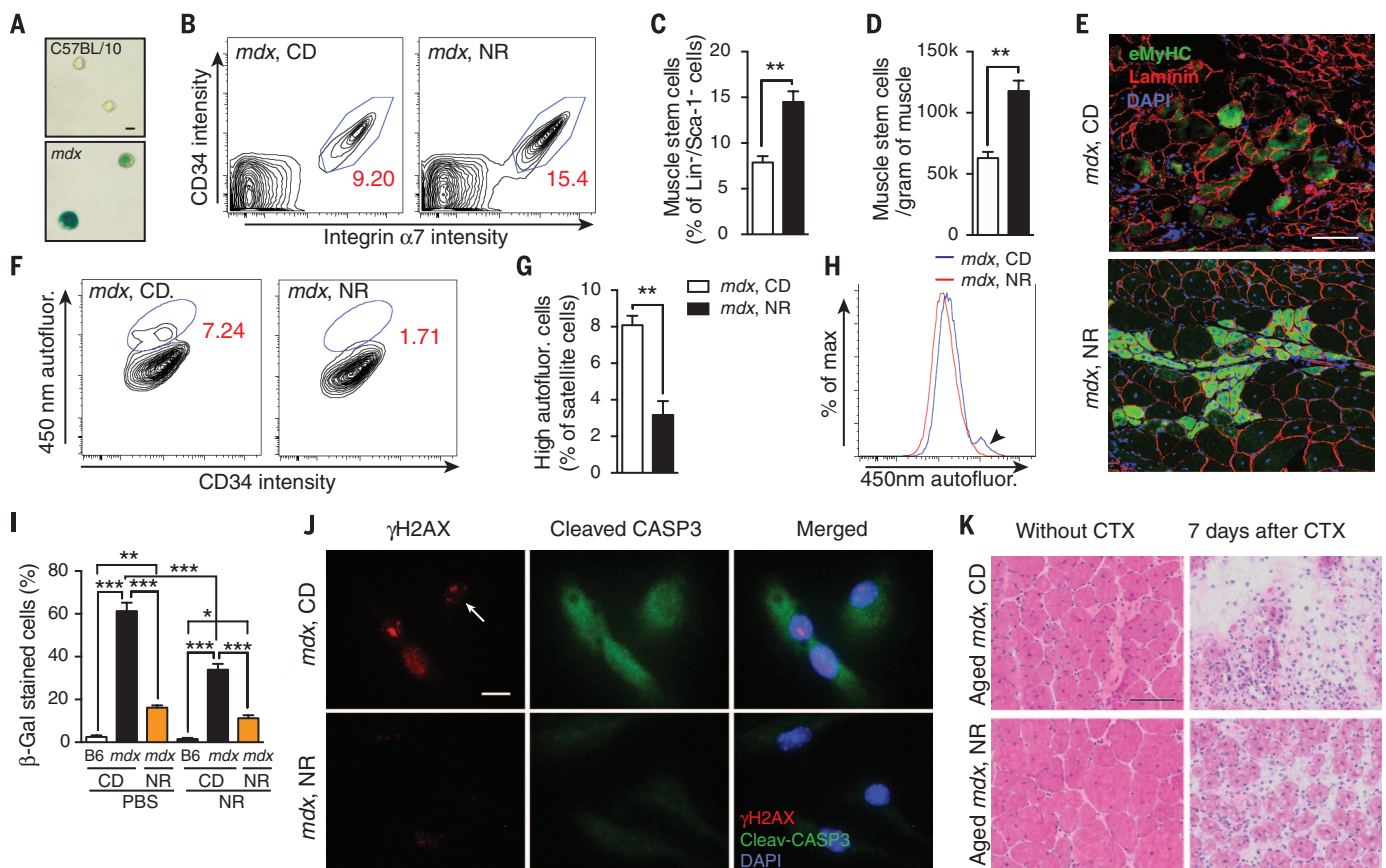 A
C57BL/10
mdx
B
mdx, CD
mdx, NR
9.20
15.4
CD34 intensity
Integrin α7 intensity
C
Muscle stem cells
(% of Lin⁻/Sca-1⁻ cells)
20
15
10
5
0
**
D
Muscle stem cells
/gram of muscle
150k
100k
50k
0
**
E
eMyHC
Laminin
DAPI
mdx, CD
mdx, NR
F
mdx, CD.
mdx, NR
7.24
1.71
450 nm autofluor.
CD34 intensity
G
High autofluor. cells
(% of satellite cells)
10
8
6
4
2
0
**
mdx, CD
mdx, NR
H
mdx, CD
mdx, NR
% of max
450nm autofluor.
I
β-Gal stained cells (%)
80
60
40
20
0
**
***
***
***
*
***
***
B6 mdx mdx B6 mdx mdx
CD NR CD NR
PBS NR
J
γH2AX
Cleaved CASP3
Merged
mdx, CD
mdx, NR
γH2AX
Cleav-CASP3
DAPI
K
Without CTX
7 days after CTX
Aged mdx, CD
Aged mdx, NR